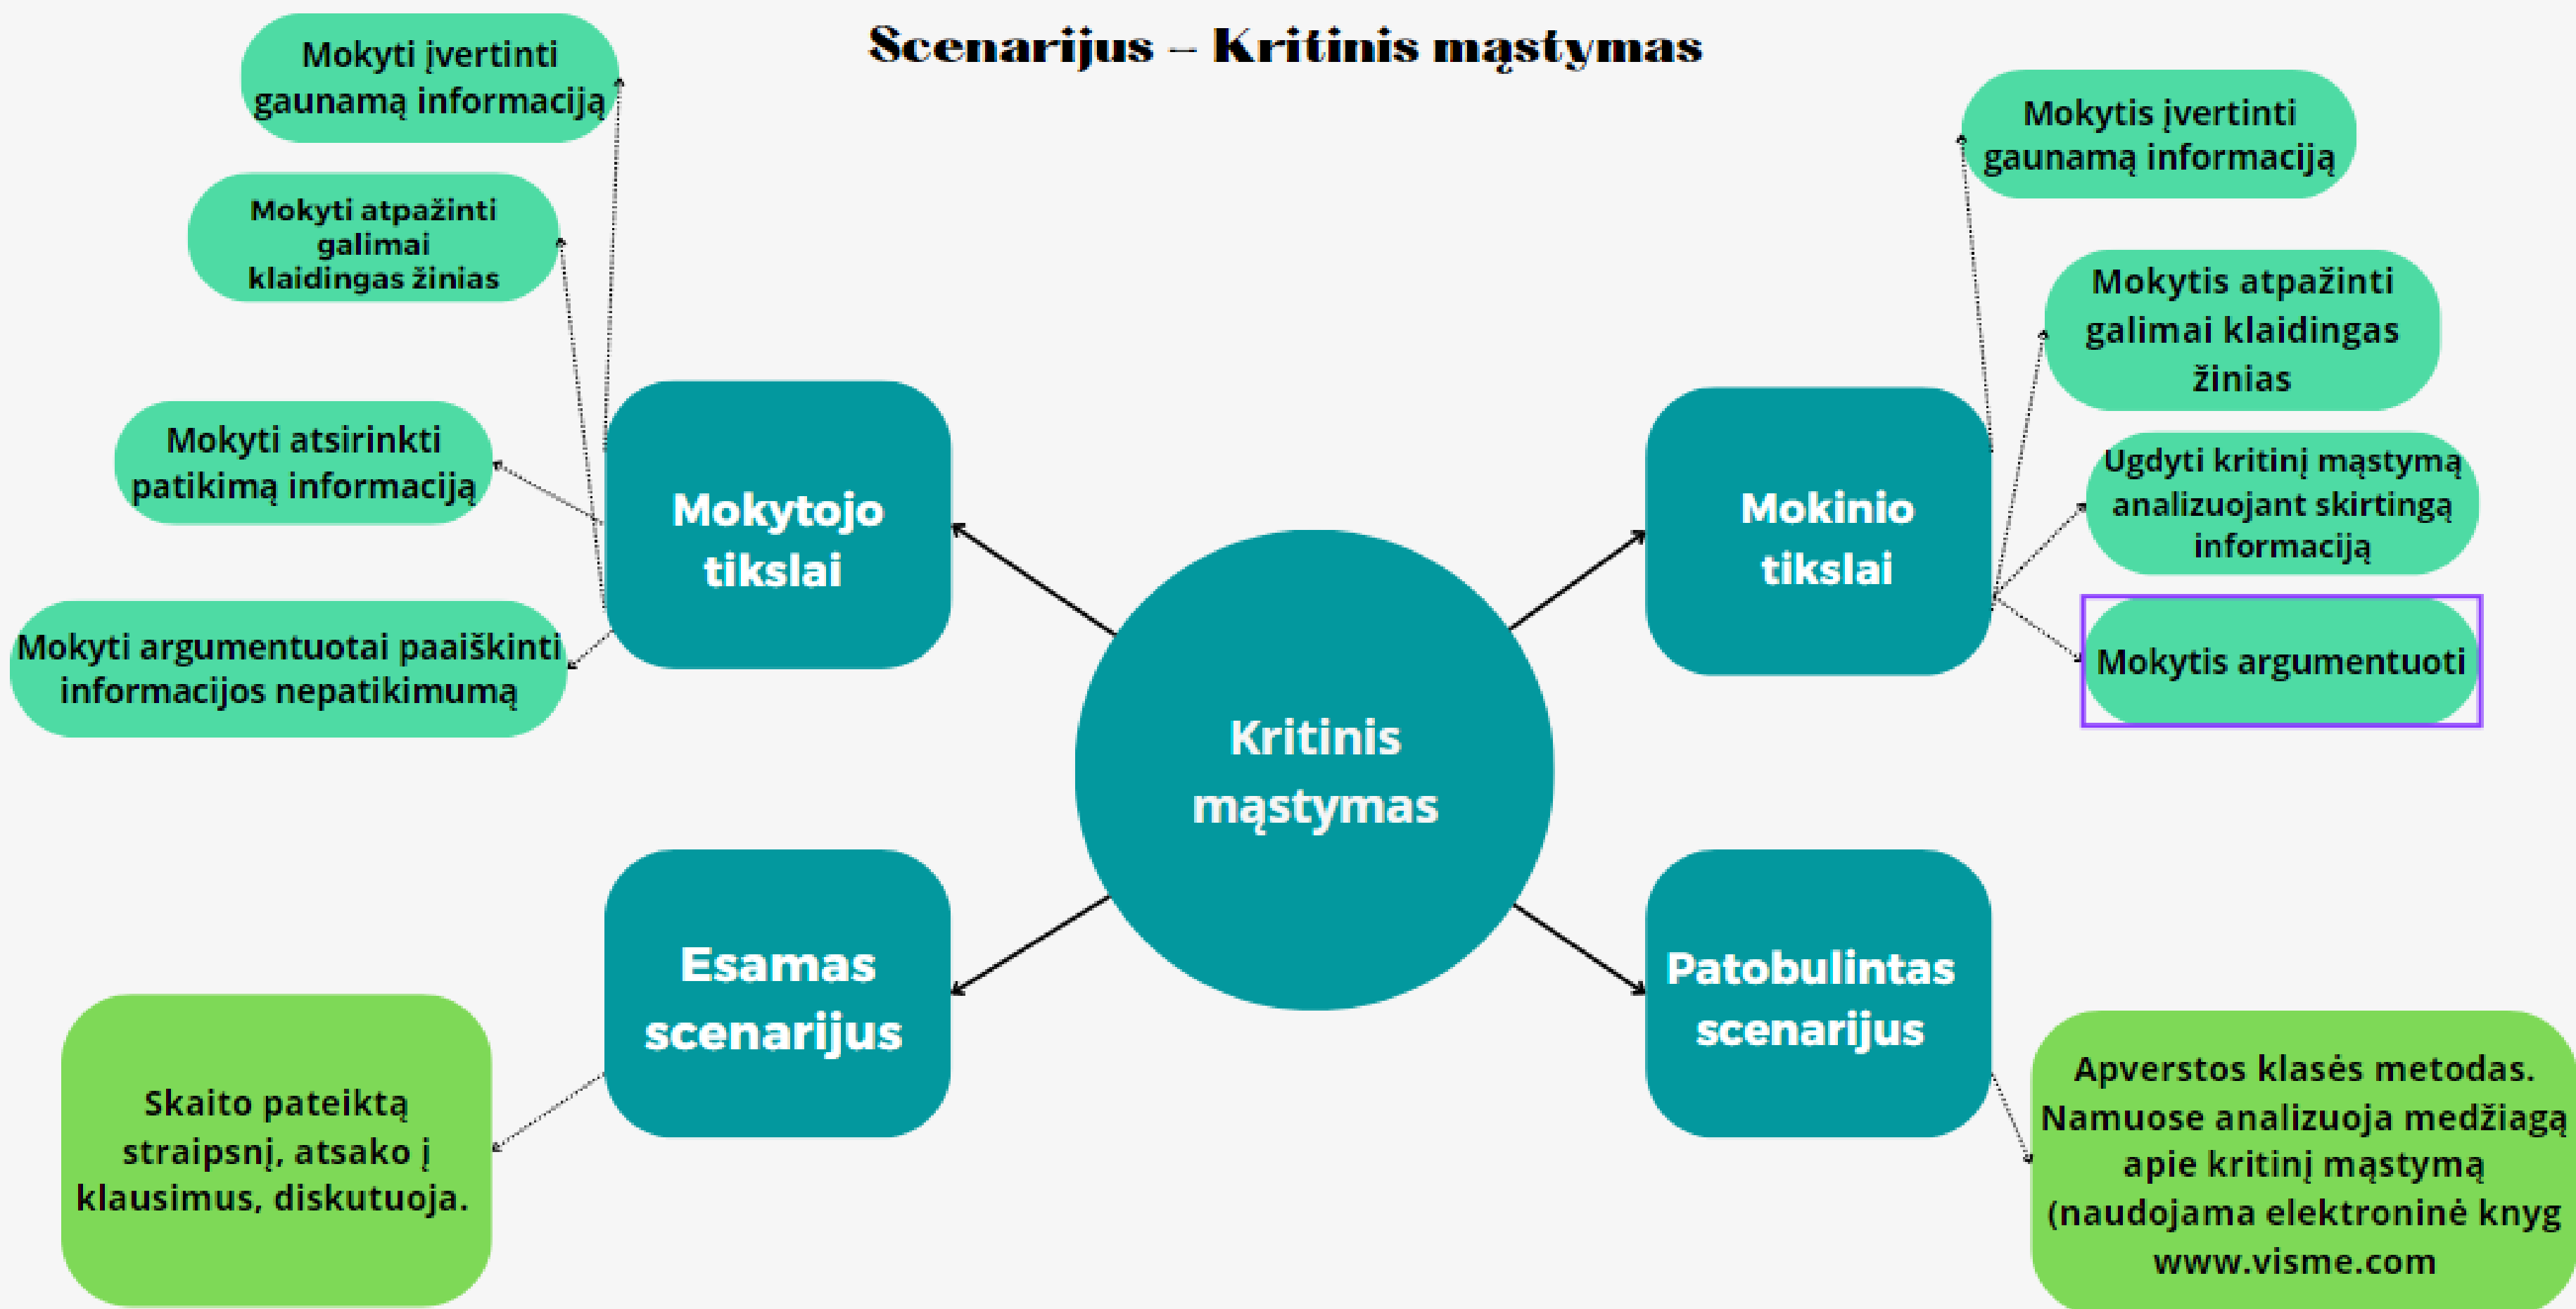 Scenarijus – Kritinis mąstymas
Mokyti įvertinti
gaunamą informaciją
Mokyti atpažinti
galimai
klaidingas žinias
Mokyti atsirinkti
patikimą informaciją
Mokyti argumentuotai paaiškinti
informacijos nepatikimumą
Mokytojo
tikslai
Mokinio
tikslai
Mokytis įvertinti
gaunamą informaciją
Mokytis atpažinti
galimai klaidingas
žinias
Ugdyti kritinį mąstymą
analizuojant skirtingą
informaciją
Mokytis argumentuoti
Kritinis
mąstymas
Esamas
scenarijus
Skaito pateiktą
straipsnį, atsako į
klausimus, diskutuoja.
Patobulintas
scenarijus
Apverstos klasės metodas.
Namuose analizuoja medžiagą
apie kritinį mąstymą
(naudojama elektroninė knyg
www.visme.com